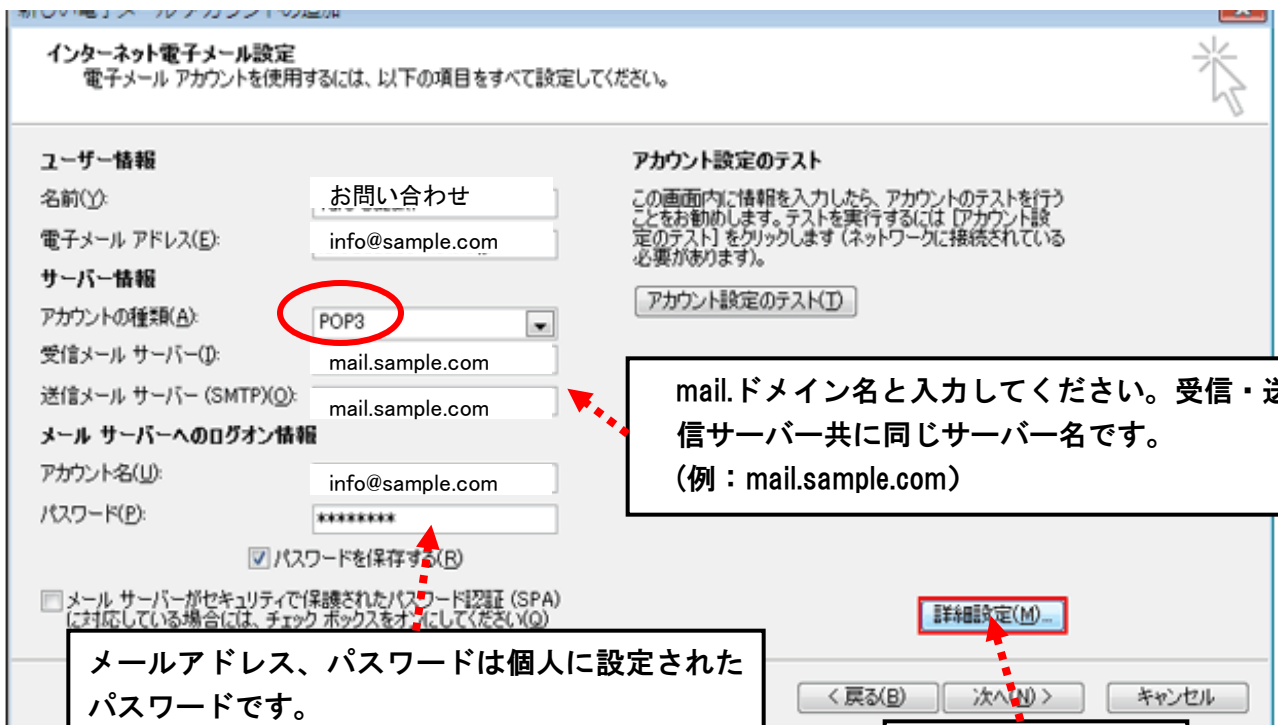 新しい電子メール アカウントの追加
インターネット電子メール設定
電子メール アカウントを使用するには、以下の項目をすべて設定してください。
ユーザー情報
名前(Y):
お問い合わせ
電子メール アドレス(E):
info@sample.com
サーバー情報
アカウントの種類(A):
POP3
受信メール サーバー(I):
mail.sample.com
送信メール サーバー (SMTP)(O):
mail.sample.com
メール サーバーへのログオン情報
アカウント名(U):
info@sample.com
パスワード(P):
********
パスワードを保存する(R)
メール サーバーがセキュリティで保護されたパスワード認証 (SPA)
に対応している場合には、チェック ボックスをオンにしてください(Q)
アカウント設定のテスト
この画面内に情報を入力したら、アカウントのテストを行う
ことをお勧めします。テストを実行するには [アカウント設
定のテスト] をクリックします (ネットワークに接続されている
必要があります)。
アカウント設定のテスト(T)
mail.ドメイン名と入力してください。受信・送
信サーバー共に同じサーバー名です。
(例：mail.sample.com)
詳細設定(M)...
メールアドレス、パスワードは個人に設定された
パスワードです。
< 戻る(B)
次へ(N) >
キャンセル